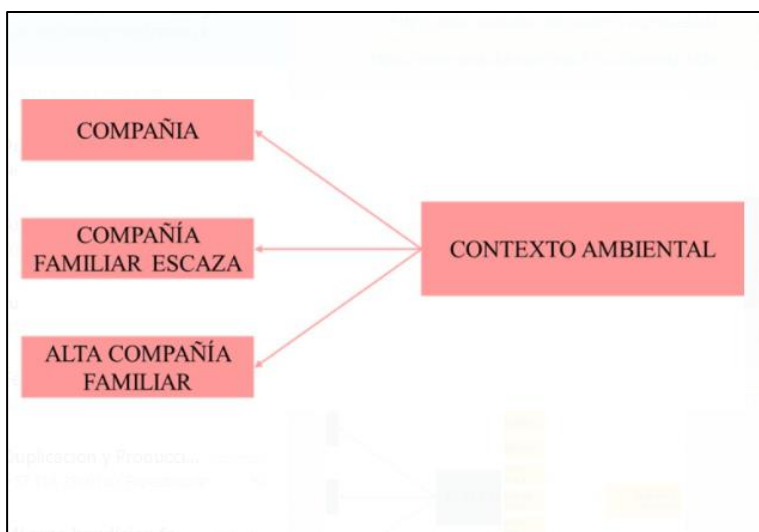 COMPAÑIA
COMPAÑÍA
FAMILIAR ESCAZA
CONTEXTO AMBIENTAL
ALTA COMPAÑÍA
FAMILIAR